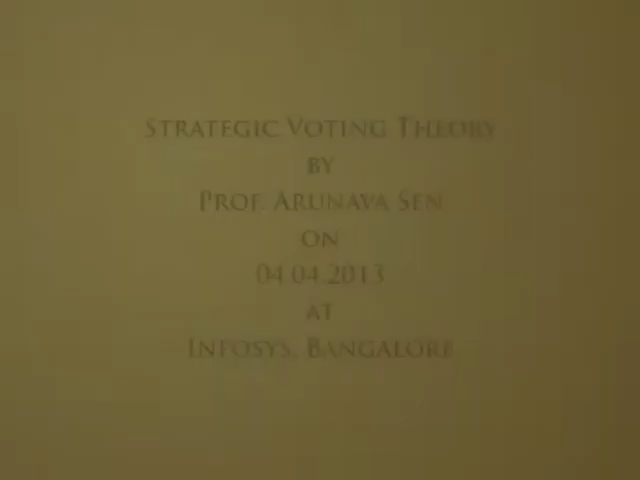 Strategic Voting Theory
by
Prof. Arunava Sen
on
04.04.2013
at
Infosys, Bangalore